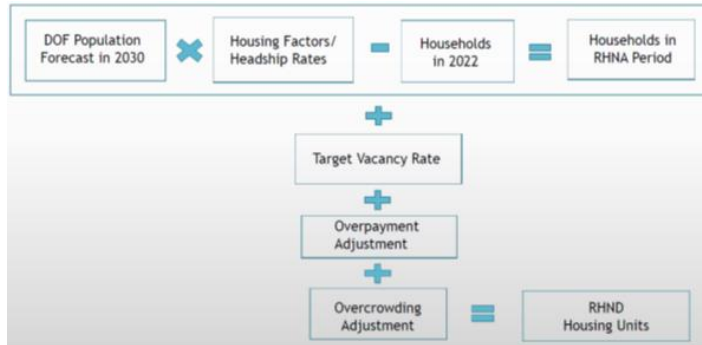 DOF Population
Forecast in 2030
Housing Factors/
Headship Rates
Households
in 2022
Households in
RHNA Period
Target Vacancy Rate
Overpayment
Adjustment
Overcrowding
Adjustment
RHND
Housing Units